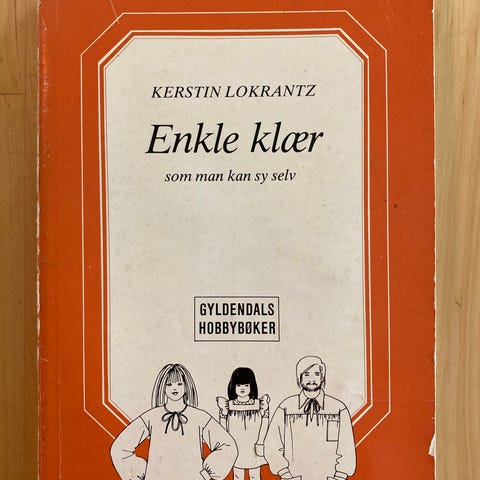 KERSTIN LOKRANTZ
Enkle klær
som man kan sy selv
GYLDENDALS
HOBBYBØKER